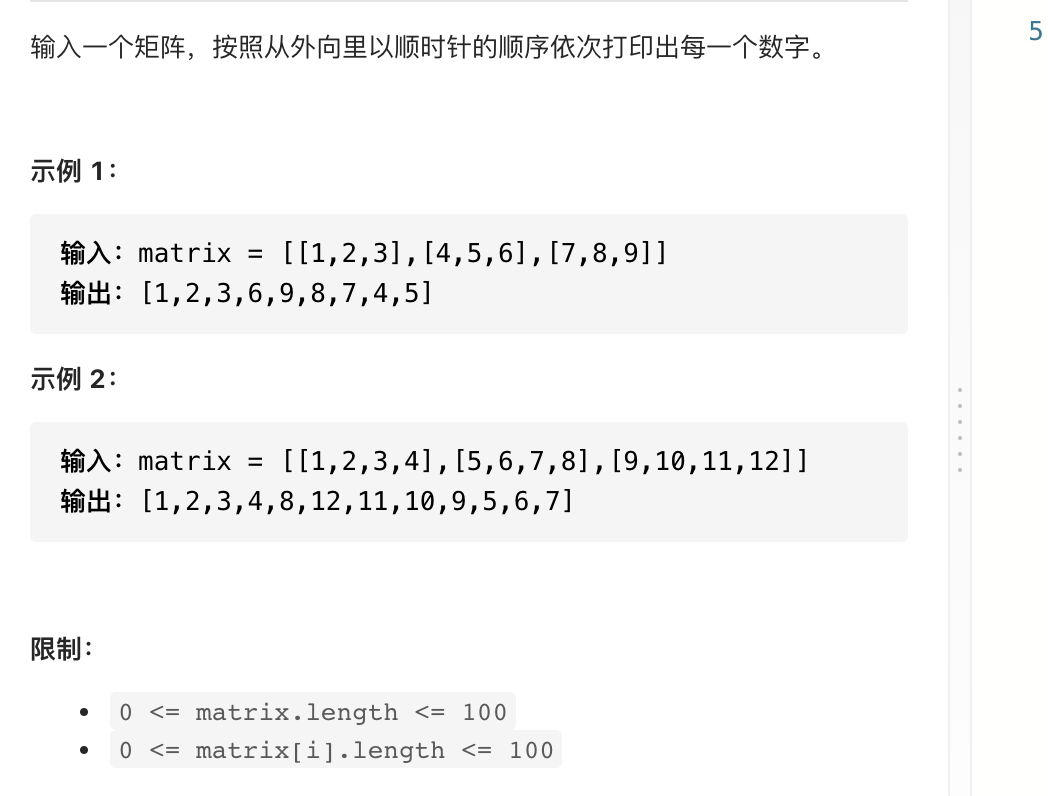 输入一个矩阵，按照从外向里以顺时针的顺序依次打印出每一个数字。
5
示例 1：
输入：matrix = [[1,2,3],[4,5,6],[7,8,9]]
输出：[1,2,3,6,9,8,7,4,5]
示例 2：
输入：matrix = [[1,2,3,4],[5,6,7,8],[9,10,11,12]]
输出：[1,2,3,4,8,12,11,10,9,5,6,7]
限制：
0 <= matrix.length <= 100
0 <= matrix[i].length <= 100